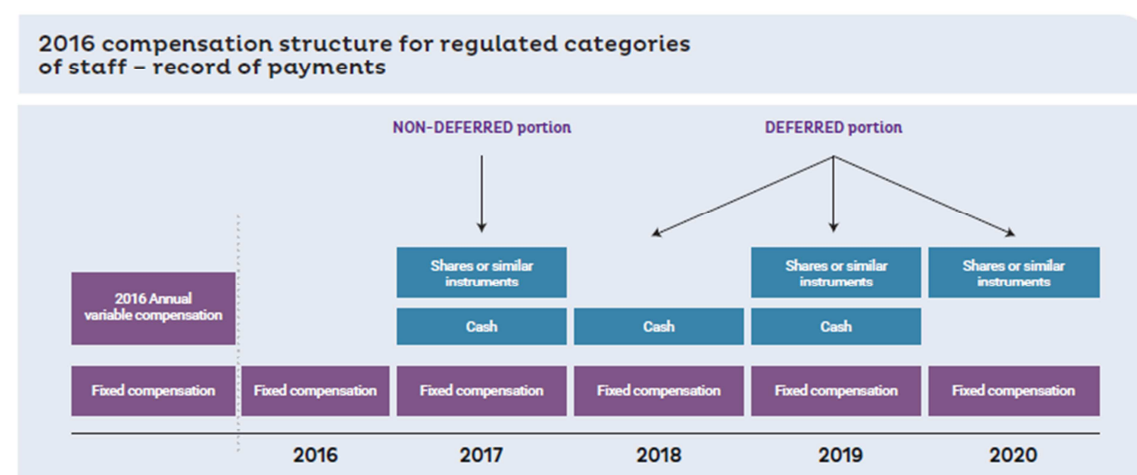 2016 compensation structure for regulated categories
of staff – record of payments
NON-DEFERRED portion
DEFERRED portion
Shares or similar
instruments
Shares or similar
instruments
Shares or similar
instruments
2016 Annual
variable compensation
Cash
Cash
Cash
Fixed compensation
Fixed compensation
Fixed compensation
Fixed compensation
Fixed compensation
Fixed compensation
2016
2017
2018
2019
2020